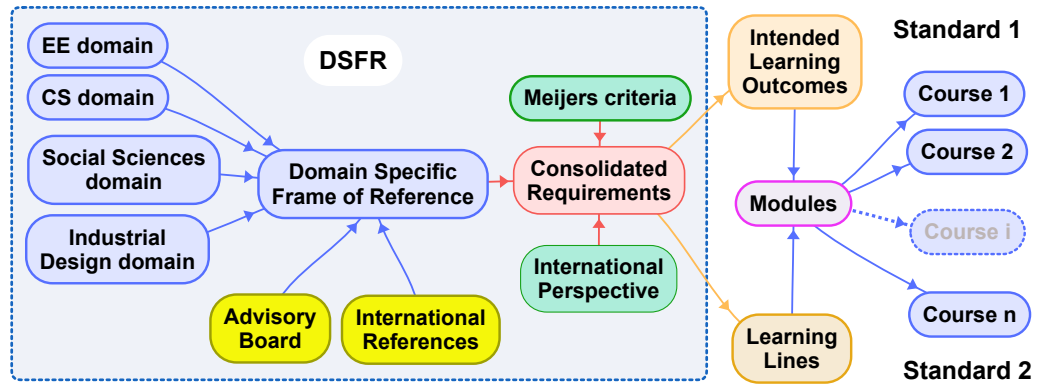 EE domain
CS domain
Social Sciences
domain
Industrial
Design domain
DSFR
Domain Specific
Frame of Reference
Advisory
Board
International
References
Meijers criteria
Consolidated
Requirements
International
Perspective
Intended
Learning
Outcomes
Modules
Learning
Lines
Standard 1
Course 1
Course 2
Course i
Course n
Standard 2